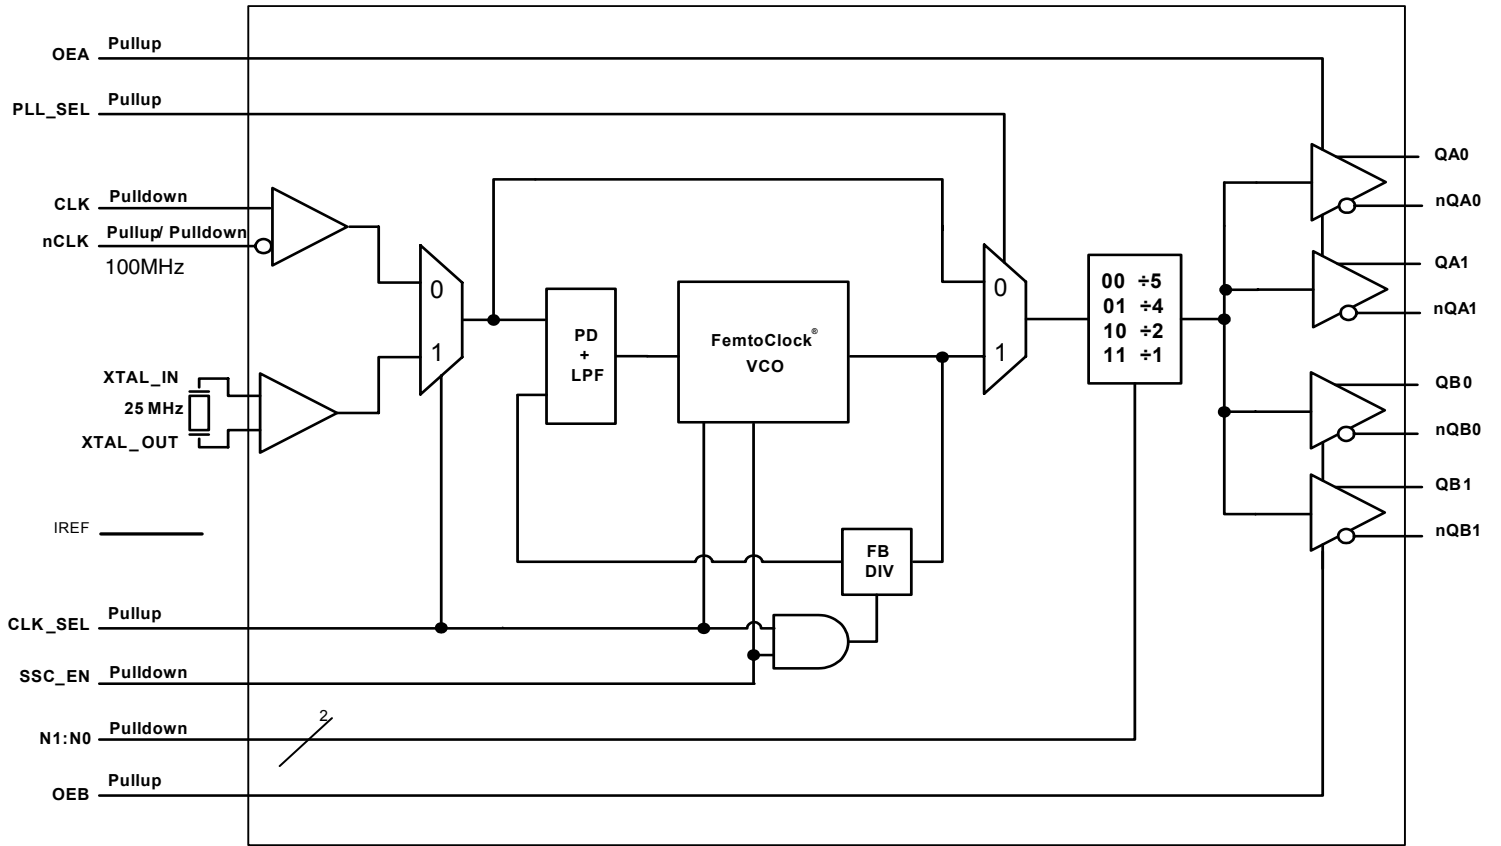 OEA Pullup
PLL_SEL Pullup
CLK Pulldown
nCLK Pullup/ Pulldown
100MHz
XTAL_IN
25 MHz
XTAL_OUT
IREF
CLK_SEL Pullup
SSC_EN Pulldown
N1:N0 Pulldown
2
OEB Pullup
0
1
PD
+
LPF
FemtoClock®
VCO
FB
DIV
0
1
00 ÷5
01 ÷4
10 ÷2
11 ÷1
QA0
nQA0
QA1
nQA1
QB0
nQB0
QB1
nQB1